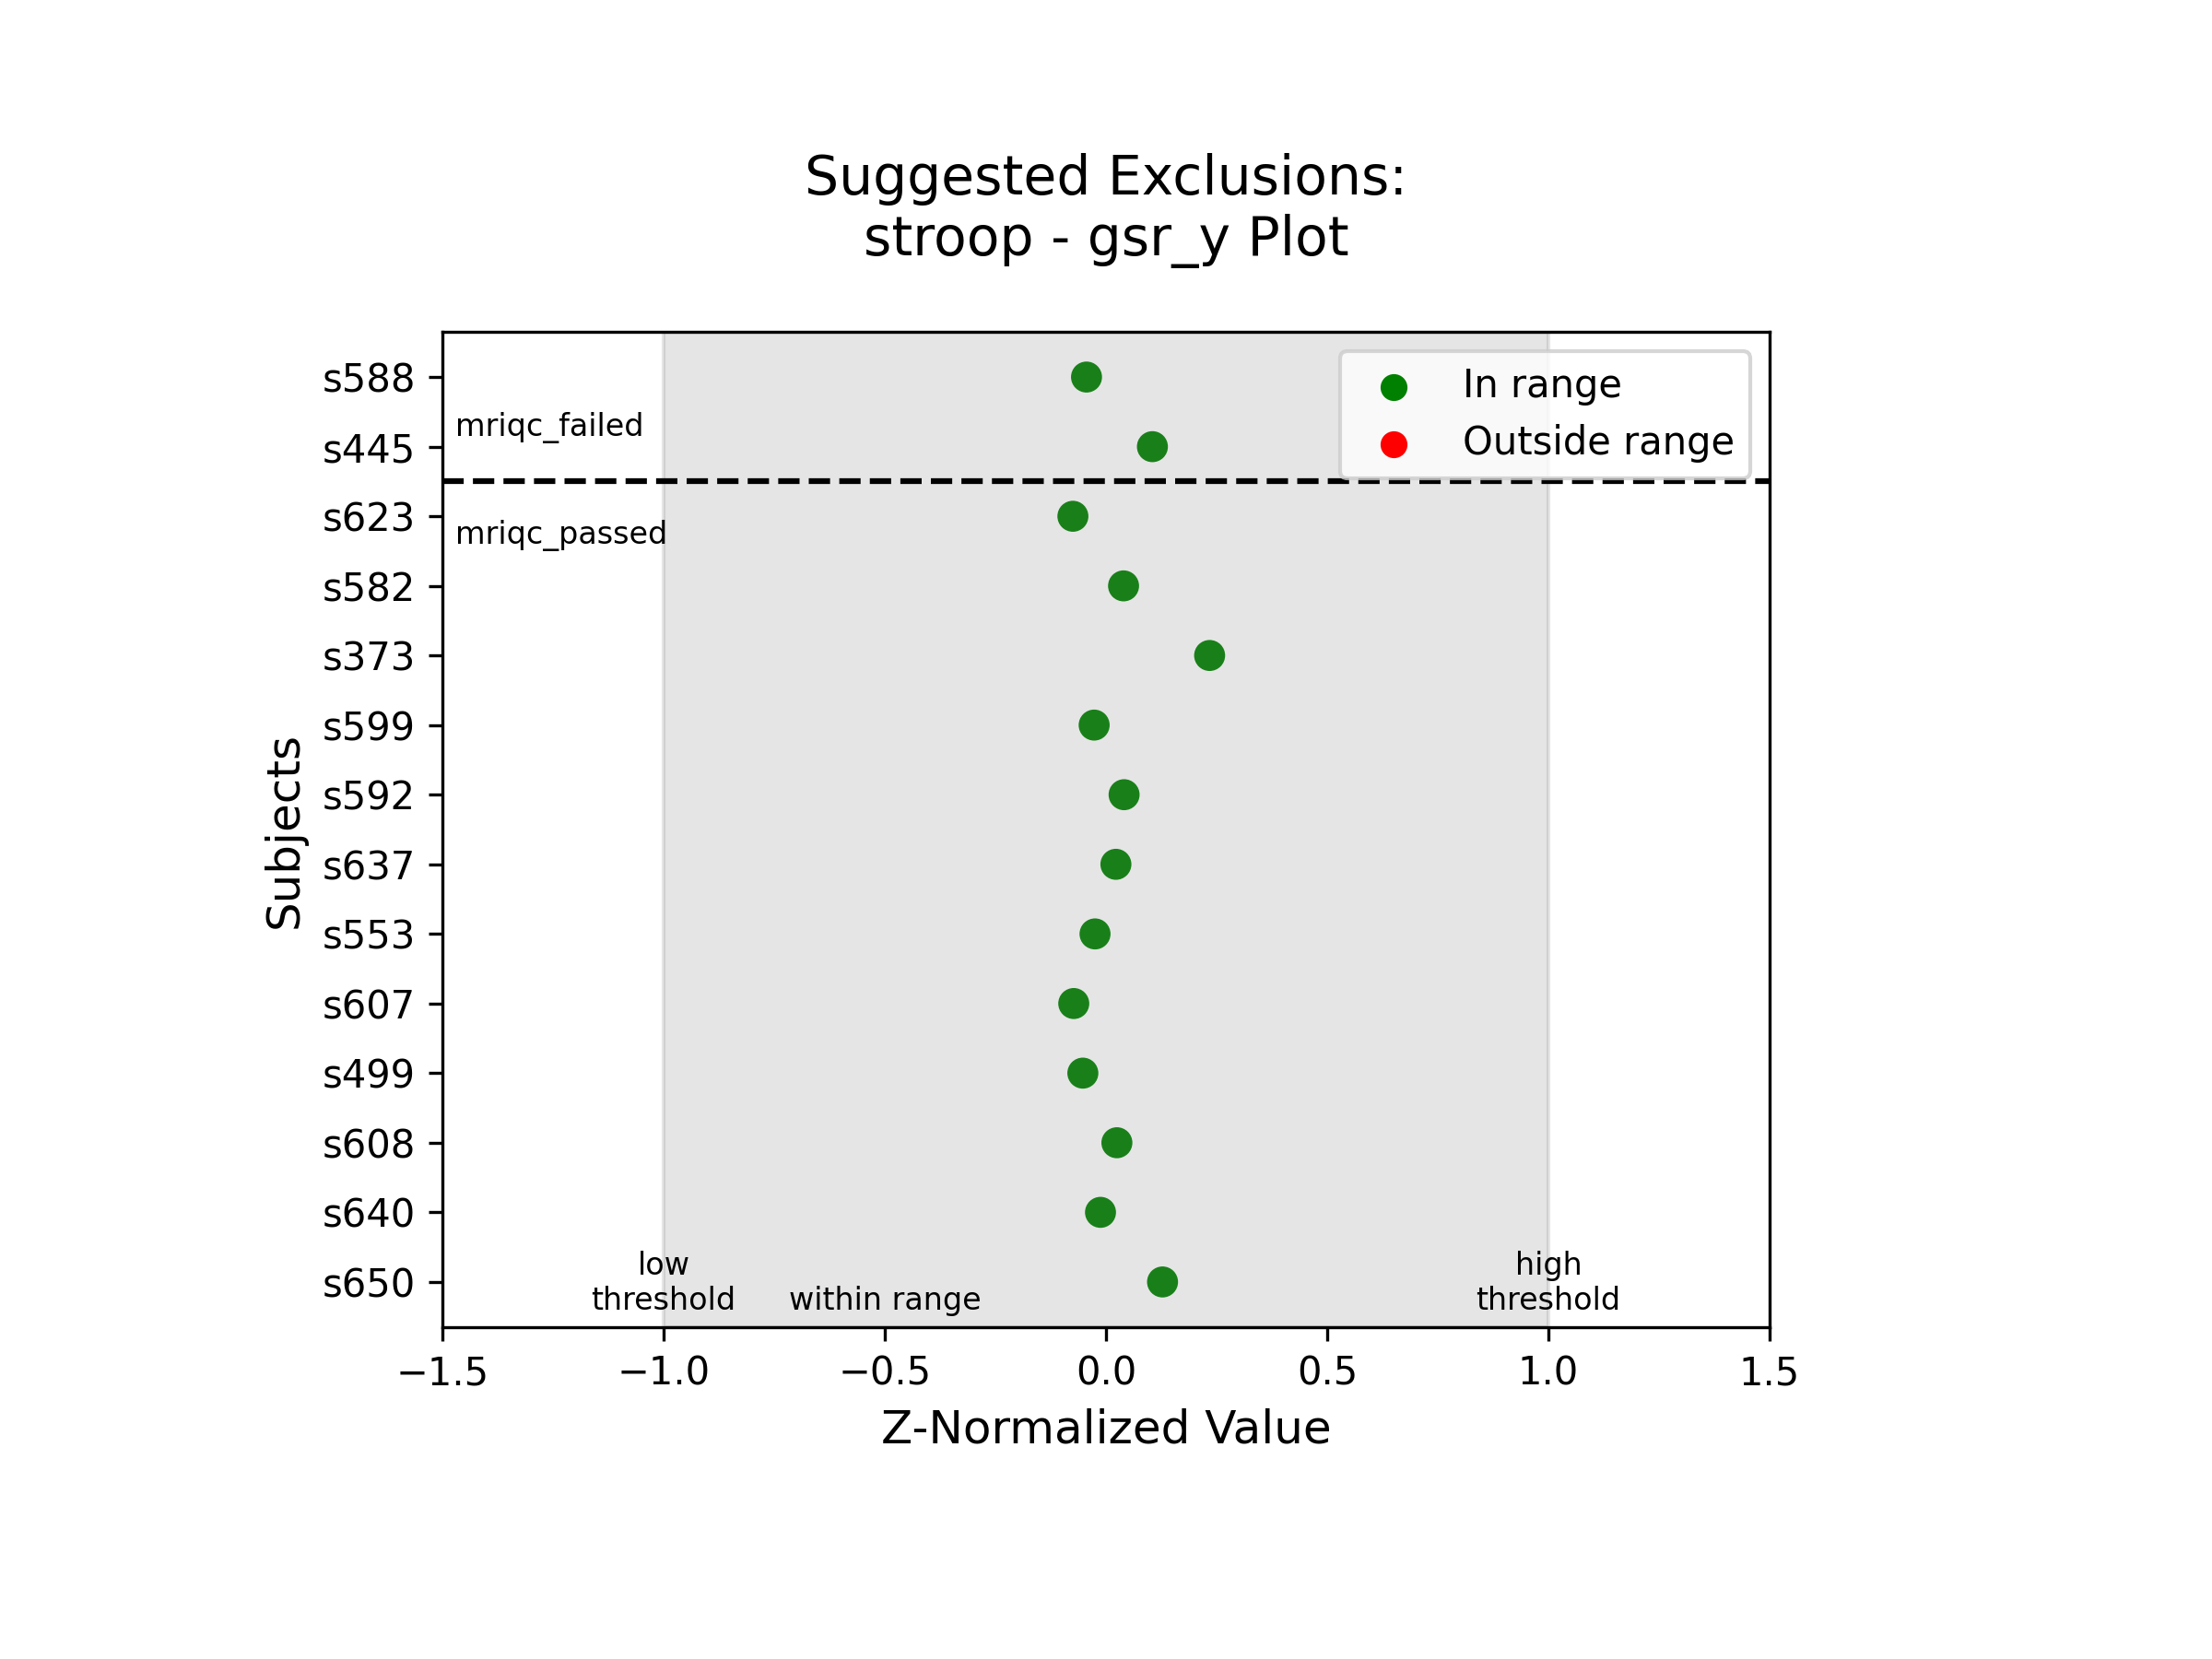 Suggested Exclusions:
stroop - gsr_y Plot
In range
Outside range
mriqc_failed
mriqc_passed
Subjects
s588
s445
s623
s582
s373
s599
s592
s637
s553
s607
s499
s608
s640
s650
low
threshold
within range
high
threshold
−1.5
−1.0
−0.5
0.0
0.5
1.0
1.5
Z-Normalized Value